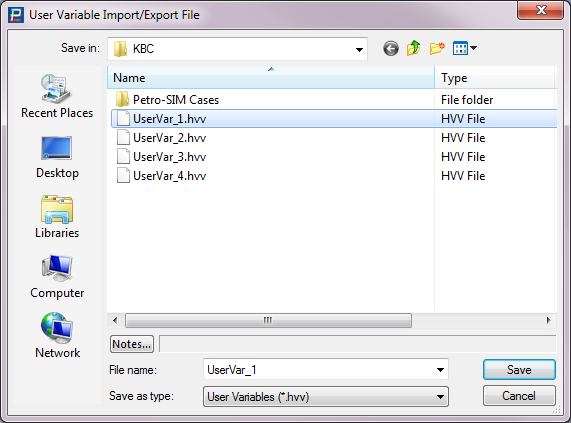 User Variable Import/Export File
Save in: KBC
Name Type
Petro-SIM Cases File folder
UserVar_1.hvv HVV File
UserVar_2.hvv HVV File
UserVar_3.hvv HVV File
UserVar_4.hvv HVV File
Recent Places
Desktop
Libraries
Computer
Network
Notes...
File name: UserVar_1 Save
Save as type: User Variables (*.hvv) Cancel